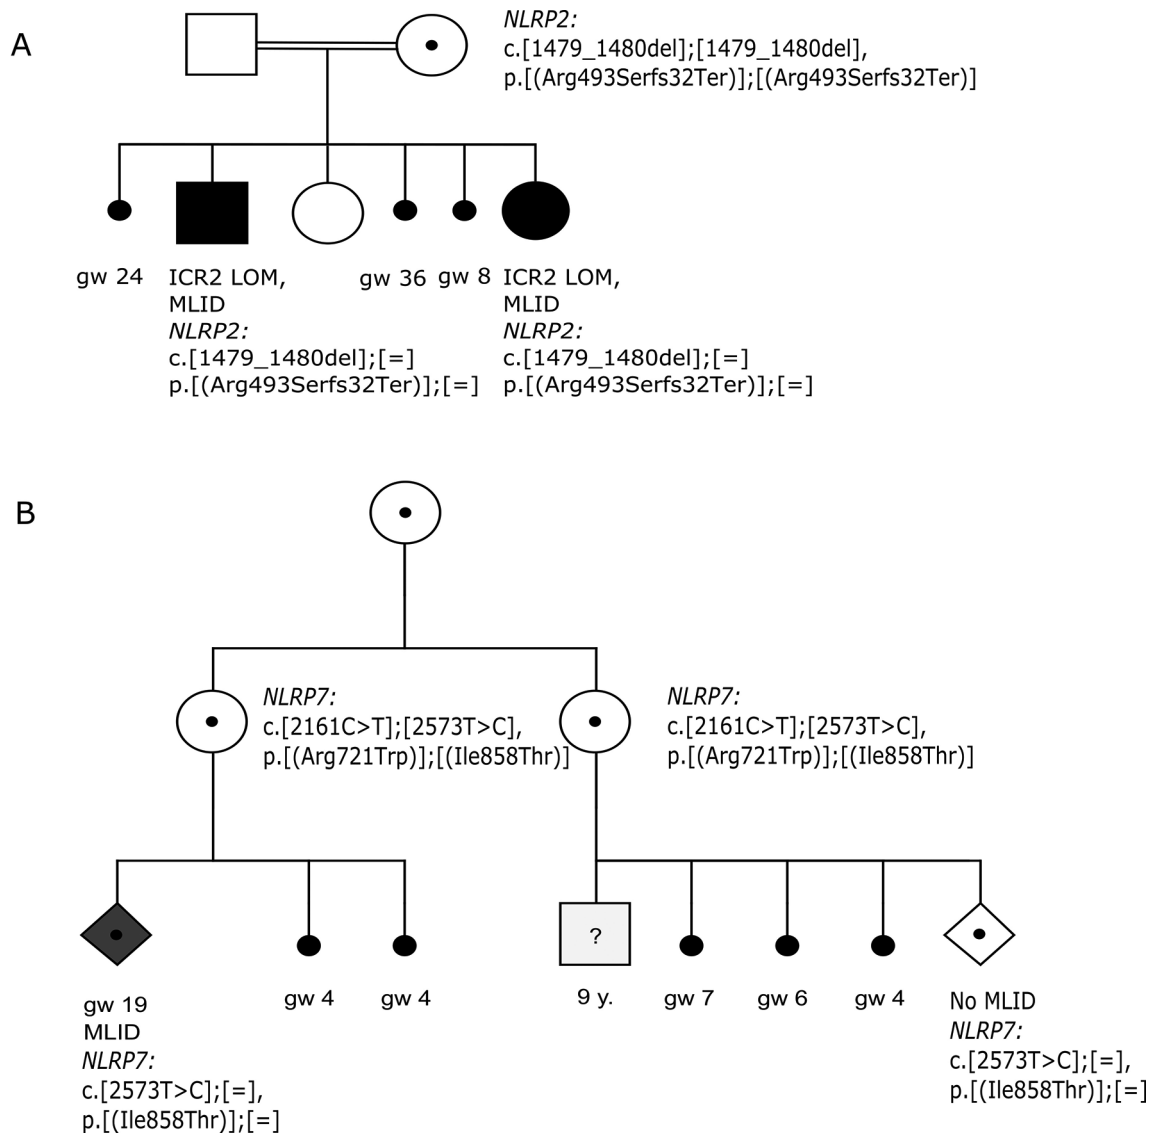 A
NLRP2:
c.[1479_1480del];[1479_1480del],
p.[(Arg493Serfs32Ter)];[(Arg493Serfs32Ter)]
gw 24
ICR2 LOM,
MLID
NLRP2:
c.[1479_1480del];[=]
p.[(Arg493Serfs32Ter)];[=]
gw 36
gw 8
ICR2 LOM,
MLID
NLRP2:
c.[1479_1480del];[=]
p.[(Arg493Serfs32Ter)];[=]
B
NLRP7:
c.[2161C>T];[2573T>C],
p.[(Arg721Trp)];[(Ile858Thr)]
NLRP7:
c.[2161C>T];[2573T>C],
p.[(Arg721Trp)];[(Ile858Thr)]
gw 19
MLID
NLRP7:
c.[2573T>C];[=],
p.[(Ile858Thr)];[=]
gw 4
gw 4
?
9 y.
gw 7
gw 6
gw 4
No MLID
NLRP7:
c.[2573T>C];[=],
p.[(Ile858Thr)];[=]